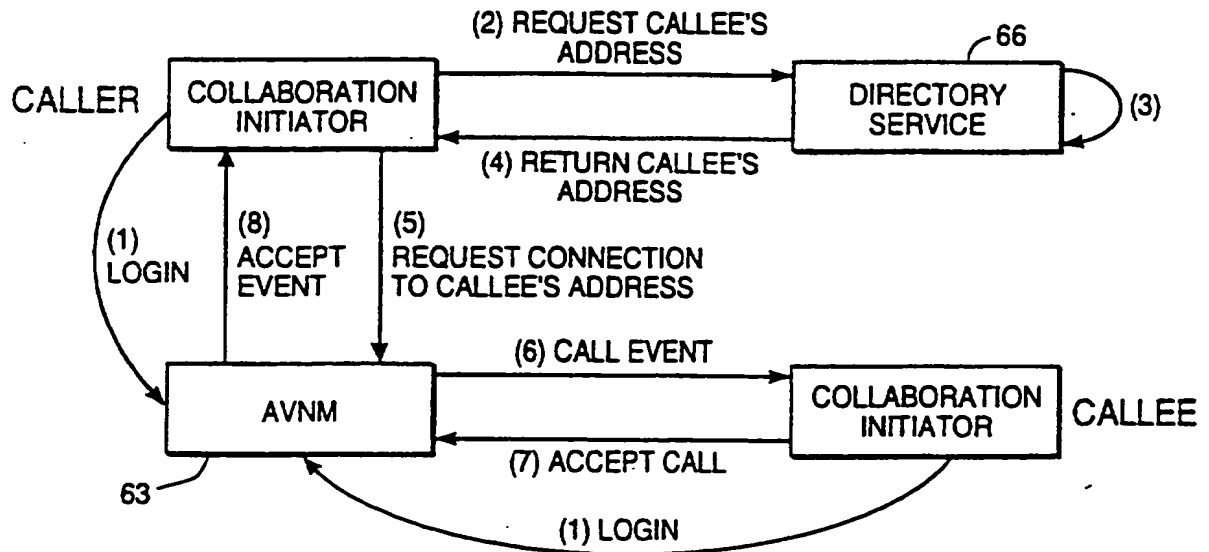 (2) REQUEST CALLEE'S
ADDRESS
66
CALLER
COLLABORATION
INITIATOR
DIRECTORY
SERVICE
(3)
(4) RETURN CALLEE'S
ADDRESS
(1)
LOGIN
(8)
ACCEPT
EVENT
(5)
REQUEST CONNECTION
TO CALLEE'S ADDRESS
(6) CALL EVENT
AVNM
COLLABORATION
INITIATOR
CALLEE
(7) ACCEPT CALL
63
(1) LOGIN